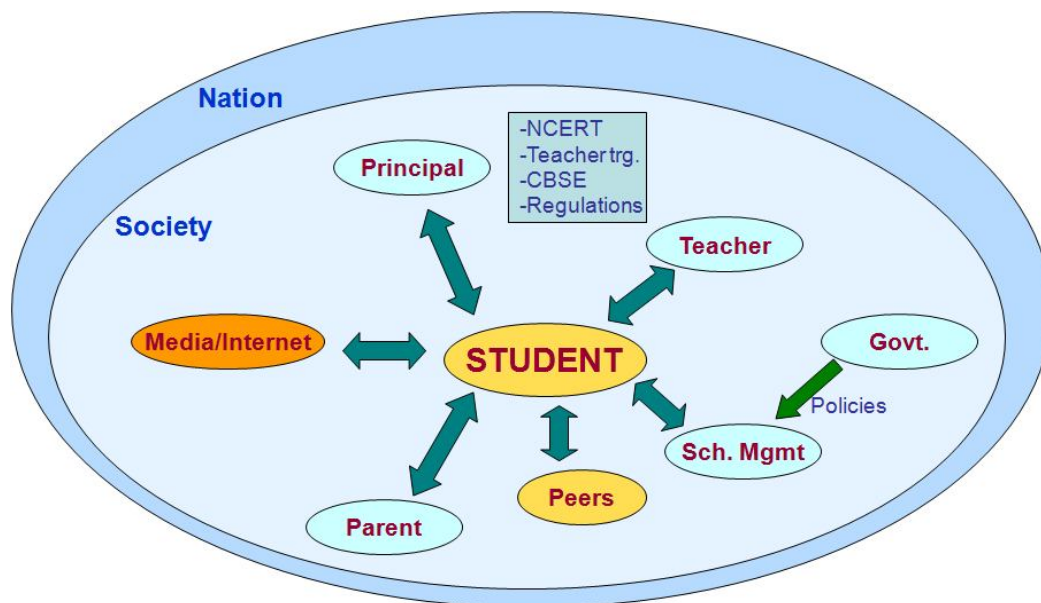 Nation
-NCERT
-Teacher trg.
-CBSE
-Regulations
Principal
Society
Teacher
Media/Internet
STUDENT
Govt.
Policies
Sch. Mgmt
Peers
Parent